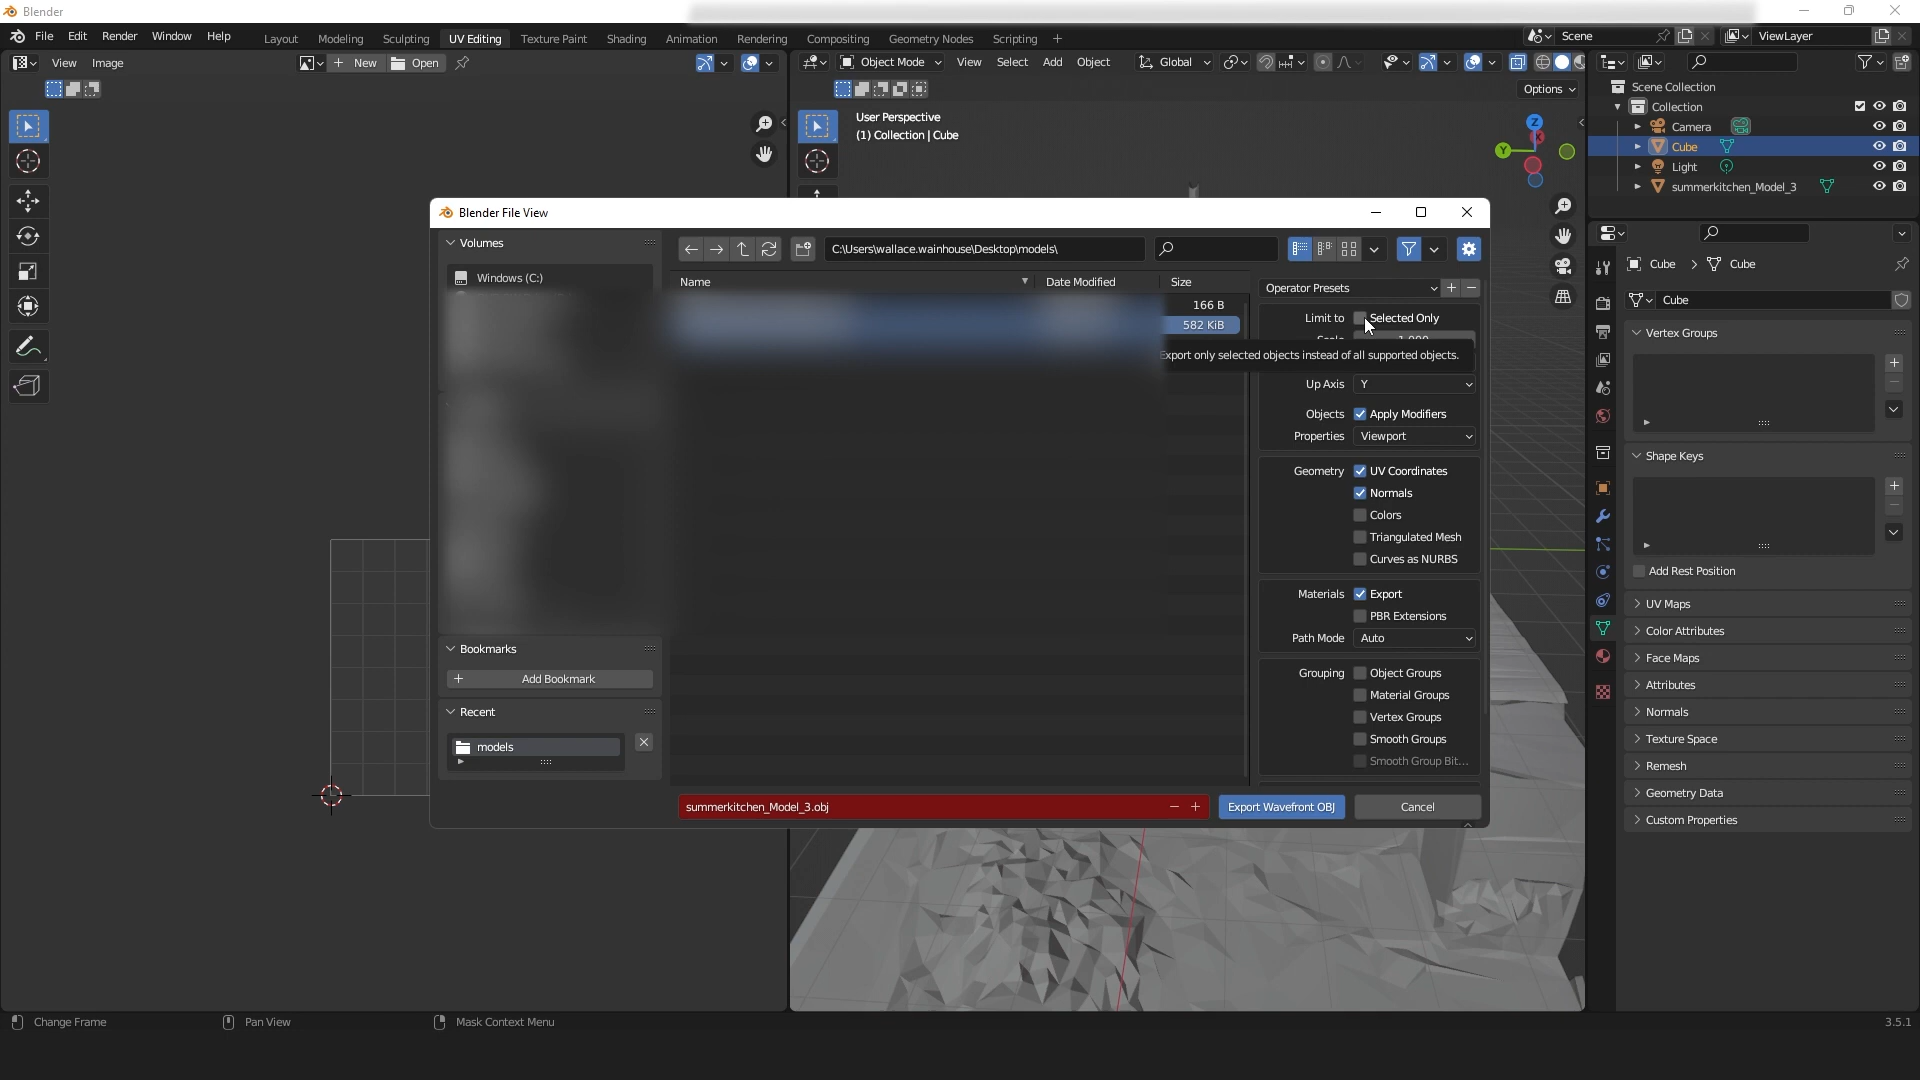 Blender
File Edit Render Window Help Layout Modeling Sculpting UV Editing Texture Paint Shading Animation Rendering Compositing Geometry Nodes Scripting + Scene ViewLayer
View Image + New Open Object Mode View Select Add Object Global
Options
User Perspective
(1) Collection | Cube
Z
Y
X
Scene Collection
Collection
Camera
Cube
Light
summerkitchen_Model_3
Blender File View
Volumes
Windows (C:)
C:\Users\wallace.wainhouse\Desktop\models\
Name Date Modified Size
166 B
582 KiB
Operator Presets
Limit to Selected Only
Scale 1.000
Export only selected objects instead of all supported objects.
Up Axis Y
Objects Apply Modifiers
Properties Viewport
Geometry UV Coordinates
Normals
Colors
Triangulated Mesh
Curves as NURBS
Materials Export
PBR Extensions
Path Mode Auto
Grouping Object Groups
Material Groups
Vertex Groups
Smooth Groups
Smooth Group Bit...
Bookmarks
+ Add Bookmark
Recent
models
summerkitchen_Model_3.obj
Export Wavefront OBJ
Cancel
Cube > Cube
Cube
Vertex Groups
Shape Keys
Add Rest Position
UV Maps
Color Attributes
Face Maps
Attributes
Normals
Texture Space
Remesh
Geometry Data
Custom Properties
Change Frame Pan View Mask Context Menu 3.5.1